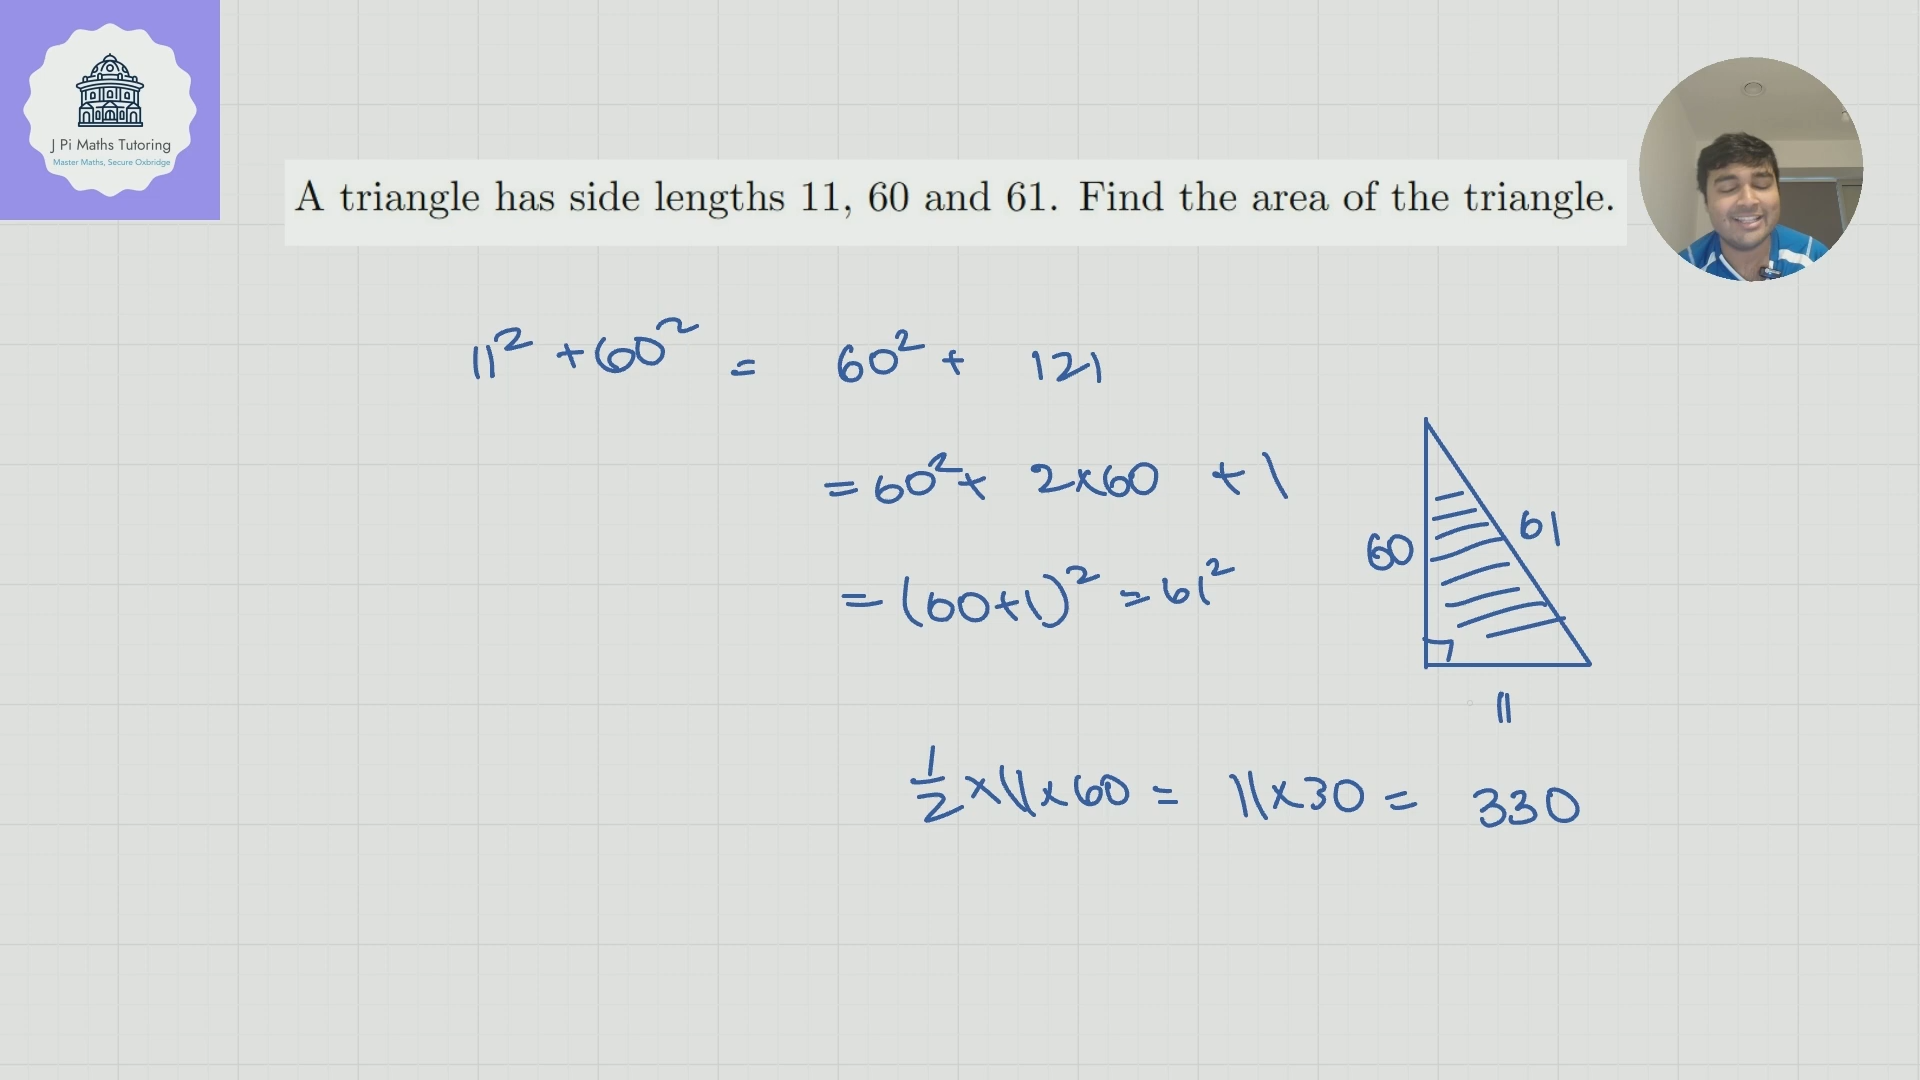 J Pi Maths Tutoring
Master Maths, Secure Oxbridge
A triangle has side lengths 11, 60 and 61. Find the area of the triangle.
11² + 60² = 60² + 121
= 60² + 2×60 + 1
= (60+1)² = 61²
60
61
11
1/2 × 11 × 60 = 11 × 30 = 330